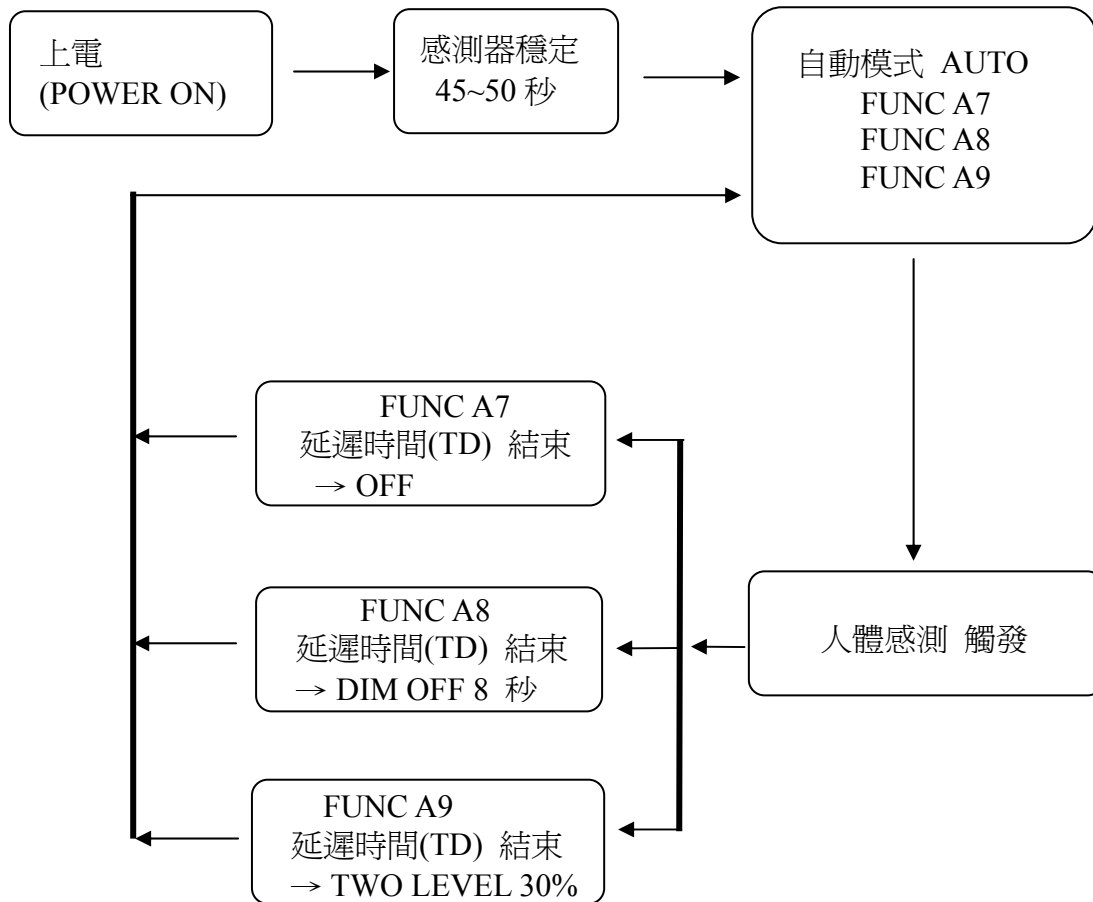 上電
(POWER ON)
感測器穩定
45~50 秒
自動模式 AUTO
FUNC A7
FUNC A8
FUNC A9
FUNC A7
延遲時間(TD) 結束
→ OFF
FUNC A8
延遲時間(TD) 結束
→ DIM OFF 8 秒
人體感測 觸發
FUNC A9
延遲時間(TD) 結束
→ TWO LEVEL 30%